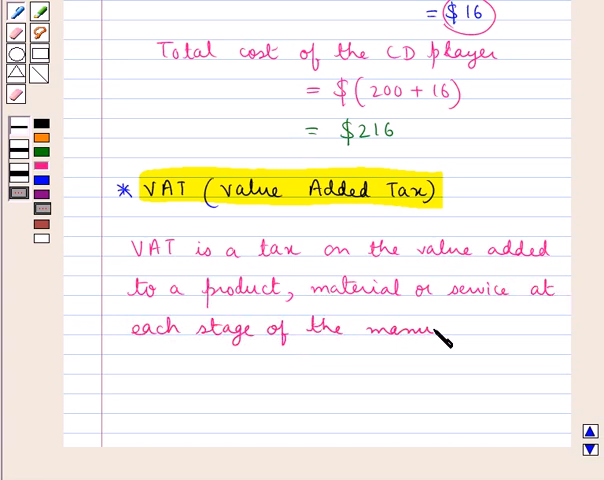 = $16
Total cost of the CD player
= $(200 + 16)
= $216
* VAT (Value Added Tax)
VAT is a tax on the value added
to a product, material or service at
each stage of the manu